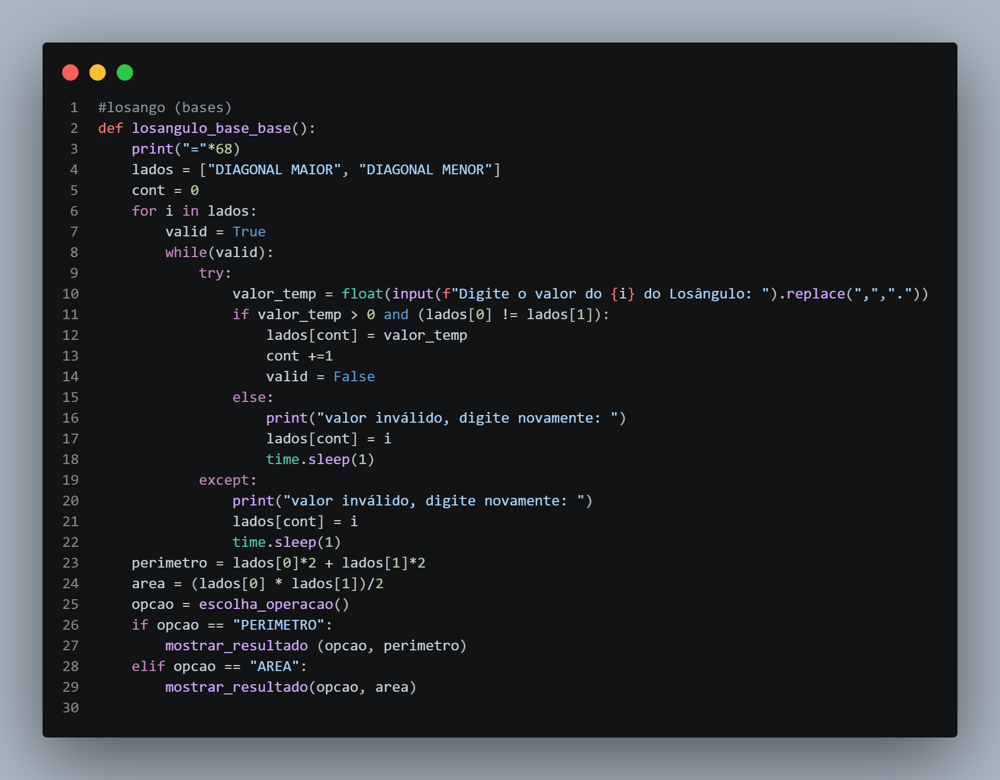 1 #losango (bases)
2 def losangulo_base_base():
3     print("="*68)
4     lados = ["DIAGONAL MAIOR", "DIAGONAL MENOR"]
5     cont = 0
6     for i in lados:
7         valid = True
8         while(valid):
9             try:
10                 valor_temp = float(input(f"Digite o valor do {i} do Losângulo: ").replace(",","."))
11                 if valor_temp > 0 and (lados[0] != lados[1]):
12                     lados[cont] = valor_temp
13                     cont +=1
14                     valid = False
15                 else:
16                     print("valor inválido, digite novamente: ")
17                     lados[cont] = i
18                     time.sleep(1)
19             except:
20                 print("valor inválido, digite novamente: ")
21                 lados[cont] = i
22                 time.sleep(1)
23     perimetro = lados[0]*2 + lados[1]*2
24     area = (lados[0] * lados[1])/2
25     opcao = escolha_operacao()
26     if opcao == "PERIMETRO":
27         mostrar_resultado (opcao, perimetro)
28     elif opcao == "AREA":
29         mostrar_resultado(opcao, area)
30